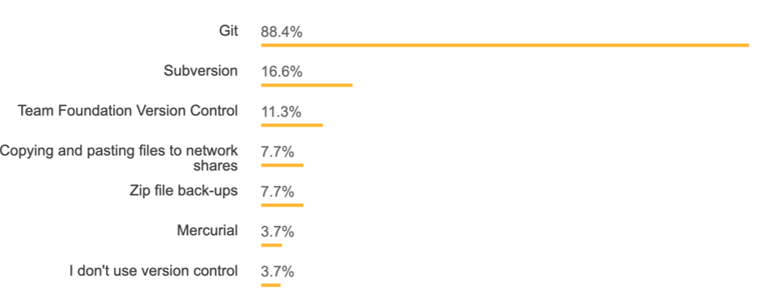 Git 88.4%
Subversion 16.6%
Team Foundation Version Control 11.3%
Copying and pasting files to network 7.7%
shares
Zip file back-ups 7.7%
Mercurial 3.7%
I don't use version control 3.7%